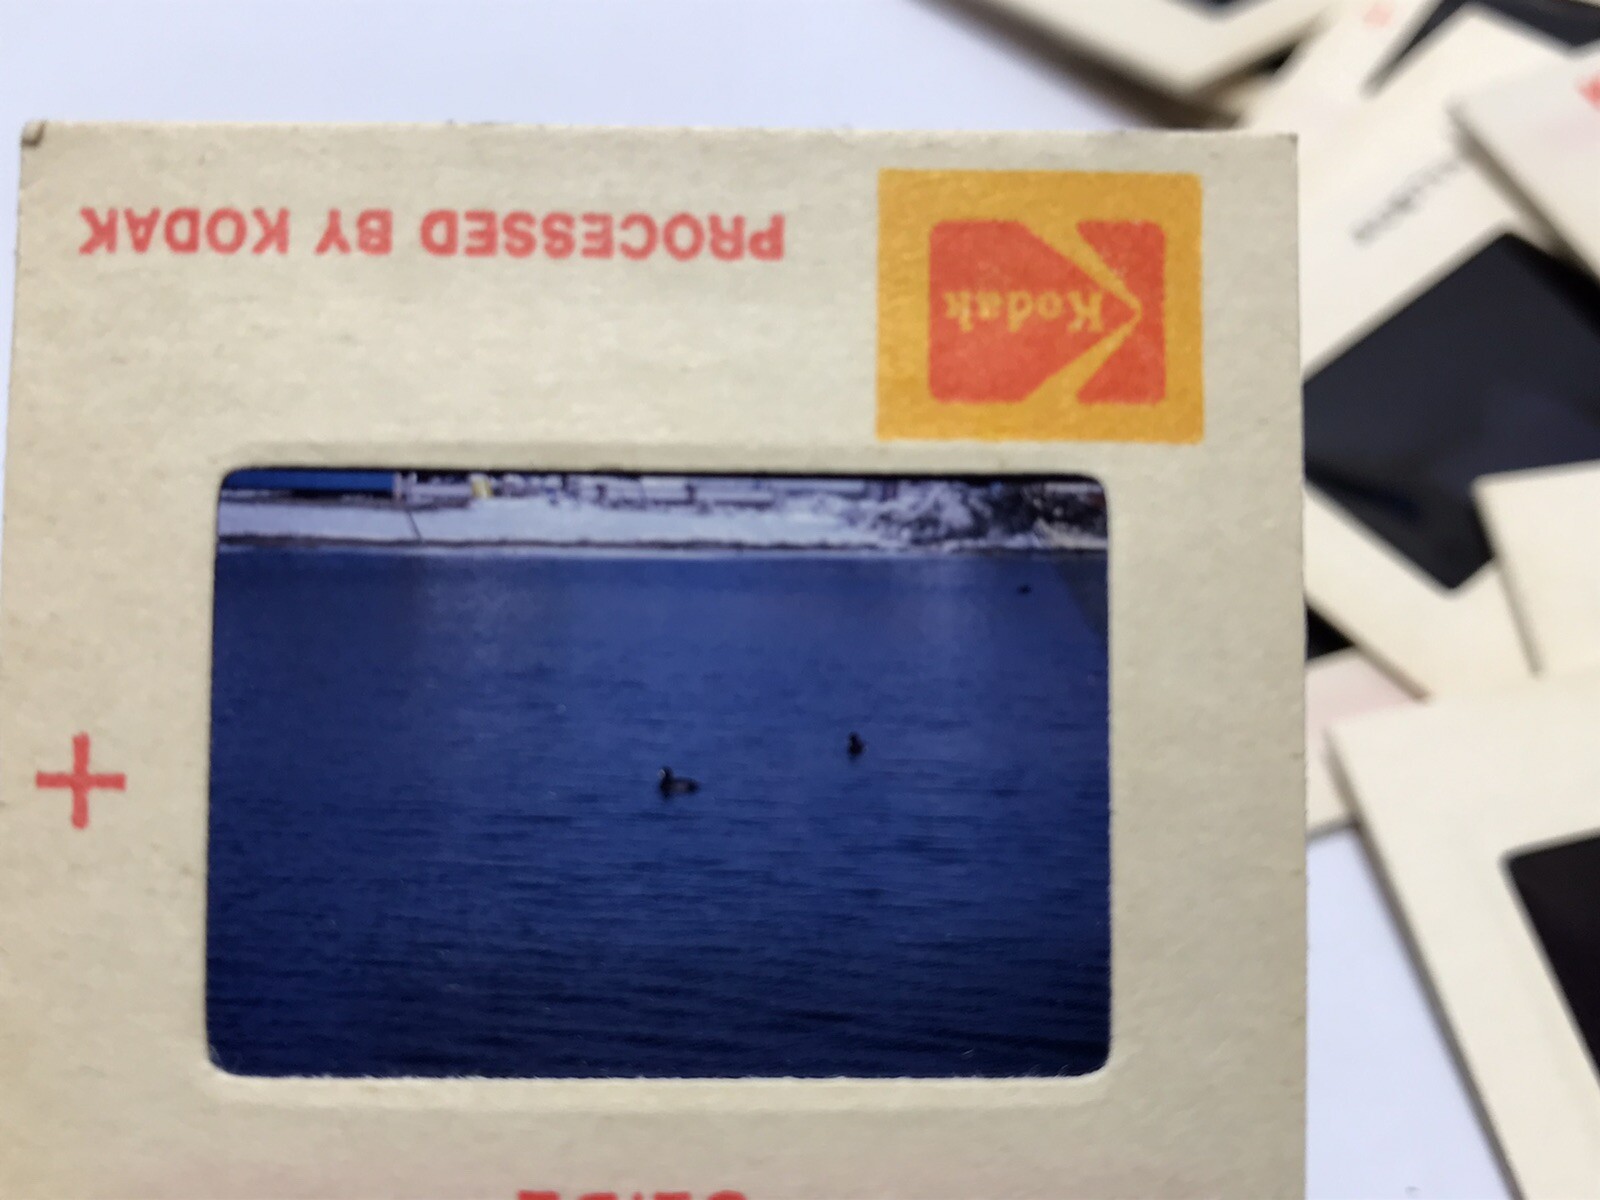 Kodak
PROCESSED BY KODAK